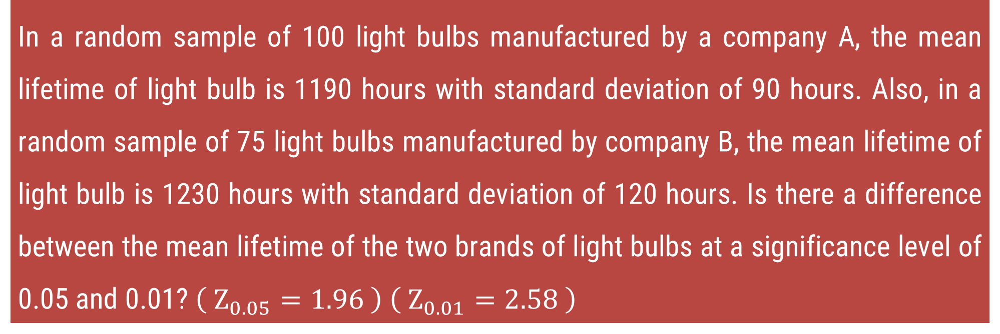 In a random sample of 100 light bulbs manufactured by a company A, the mean
lifetime of light bulb is 1190 hours with standard deviation of 90 hours. Also, in a
random sample of 75 light bulbs manufactured by company B, the mean lifetime of
light bulb is 1230 hours with standard deviation of 120 hours. Is there a difference
between the mean lifetime of the two brands of light bulbs at a significance level of
0.05 and 0.01? ( Z₀.₀₅ = 1.96 ) ( Z₀.₀₁ = 2.58 )